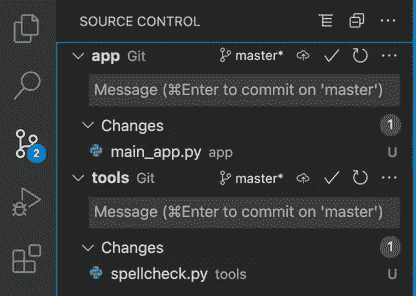 SOURCE CONTROL
app Git master*
Message (⌘Enter to commit on 'master')
Changes 1
main_app.py app U
2
tools Git master*
Message (⌘Enter to commit on 'master')
Changes 1
spellcheck.py tools U